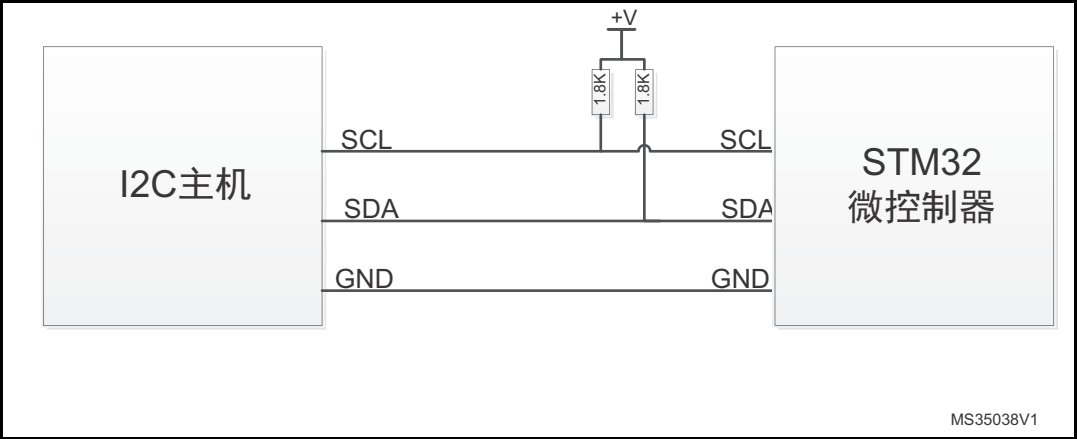 +V
1.8K
1.8K
SCL
SCL
I2C主机
STM32
微控制器
SDA
SDA
GND
GND
MS35038V1